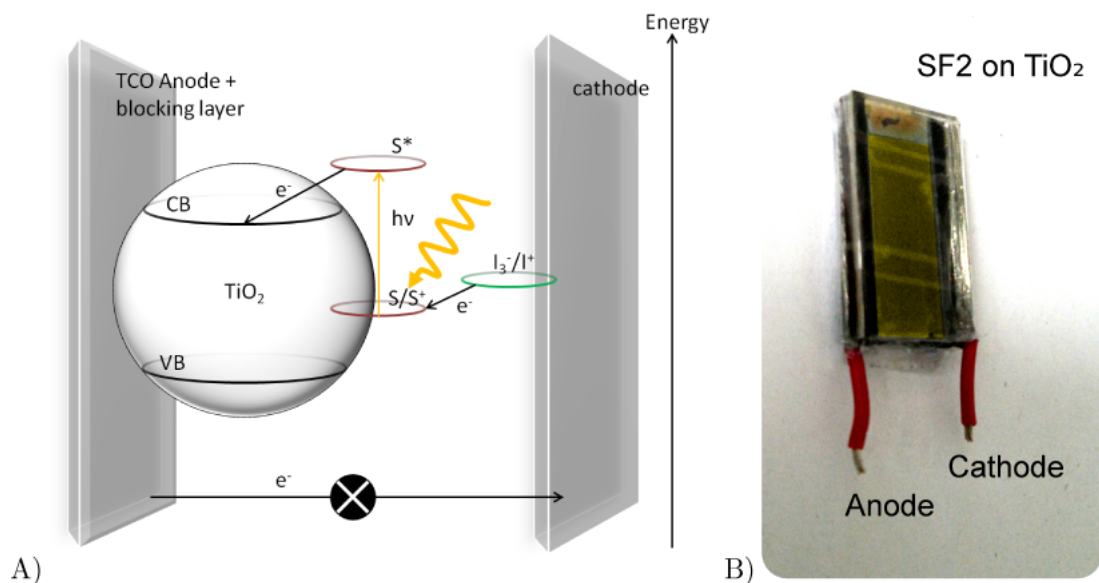 Energy
TCO Anode +
blocking layer
cathode
S*
e⁻
CB
hν
TiO₂
I₃⁻/I⁺
S/S⁺
e⁻
VB
e⁻
A)
SF2 on TiO₂
Cathode
Anode
B)